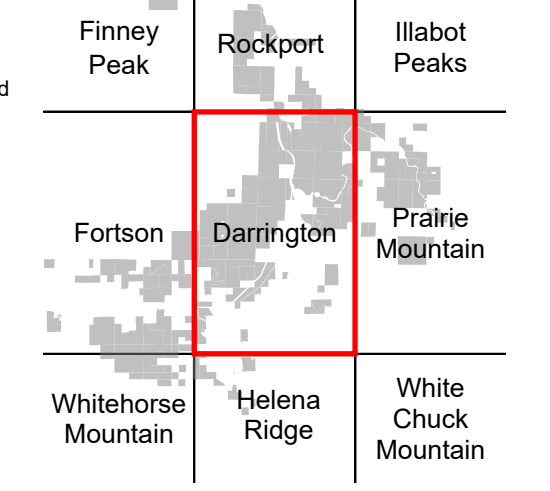 Finney
Peak
Rockport
Illabot
Peaks
d
Fortson
Darrington
Prairie
Mountain
Whitehorse
Mountain
Helena
Ridge
White
Chuck
Mountain